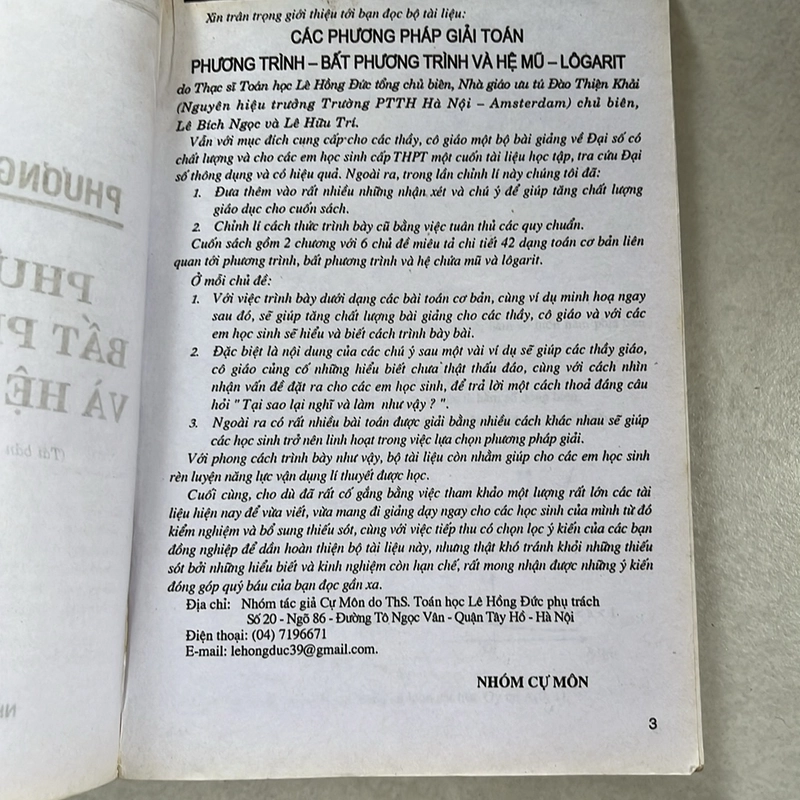 Xin trân trọng giới thiệu tới bạn đọc bộ tài liệu:
CÁC PHƯƠNG PHÁP GIẢI TOÁN
PHƯƠNG TRÌNH – BẤT PHƯƠNG TRÌNH VÀ HỆ MŨ – LÔGARIT
do Thạc sĩ Toán học Lê Hồng Đức tổng chủ biên, Nhà giáo ưu tú Đào Thiện Khải
(Nguyên hiệu trưởng Trường PTTH Hà Nội – Amsterdam) chủ biên,
Lê Bích Ngọc và Lê Hữu Trí.
Vẫn với mục đích cung cấp cho các thầy, cô giáo một bộ bài giảng về Đại số có
chất lượng và cho các em học sinh cấp THPT một cuốn tài liệu học tập, tra cứu Đại
số thông dụng và có hiệu quả. Ngoài ra, trong lần chỉnh lí này chúng tôi đã:
1. Đưa thêm vào rất nhiều những nhận xét và chú ý để giúp tăng chất lượng
giáo dục cho cuốn sách.
2. Chỉnh lí cách thức trình bày cũ bằng việc tuân thủ các quy chuẩn.
Cuốn sách gồm 2 chương với 6 chủ đề miêu tả chi tiết 42 dạng toán cơ bản liên
quan tới phương trình, bất phương trình và hệ chứa mũ và lôgarit.
Ở mỗi chủ đề:
1. Với việc trình bày dưới dạng các bài toán cơ bản, cùng ví dụ minh hoạ ngay
sau đó, sẽ giúp tăng chất lượng bài giảng cho các thầy, cô giáo và với các
em học sinh sẽ hiểu và biết cách trình bày bài.
2. Đặc biệt là nội dung của các chú ý sau một vài ví dụ sẽ giúp các thầy giáo,
cô giáo củng cố những hiểu biết chưa thật thấu đáo, cùng với cách nhìn
nhận vấn đề đặt ra cho các em học sinh, để trả lời một cách thoả đáng câu
hỏi " Tại sao lại nghĩ và làm như vậy ? ".
3. Ngoài ra có rất nhiều bài toán được giải bằng nhiều cách khác nhau sẽ giúp
các học sinh trở nên linh hoạt trong việc lựa chọn phương pháp giải.
Với phong cách trình bày như vậy, bộ tài liệu còn nhằm giúp cho các em học sinh
rèn luyện năng lực vận dụng lí thuyết được học.
Cuối cùng, cho dù đã rất cố gắng bằng việc tham khảo một lượng rất lớn các tài
liệu hiện nay để vừa viết, vừa mang đi giảng dạy ngay cho các học sinh của mình từ đó
kiểm nghiệm và bổ sung thiếu sót, cùng với việc tiếp thu có chọn lọc ý kiến của các bạn
đồng nghiệp để dần hoàn thiện bộ tài liệu này, nhưng thật khó tránh khỏi những thiếu
sót bởi những hiểu biết và kinh nghiệm còn hạn chế, rất mong nhận được những ý kiến
đóng góp quý báu của bạn đọc gần xa.
Địa chỉ: Nhóm tác giả Cự Môn do ThS. Toán học Lê Hồng Đức phụ trách
Số 20 - Ngõ 86 - Đường Tô Ngọc Vân - Quận Tây Hồ - Hà Nội
Điện thoại: (04) 7196671
E-mail: lehongduc39@gmail.com.
NHÓM CỰ MÔN
3